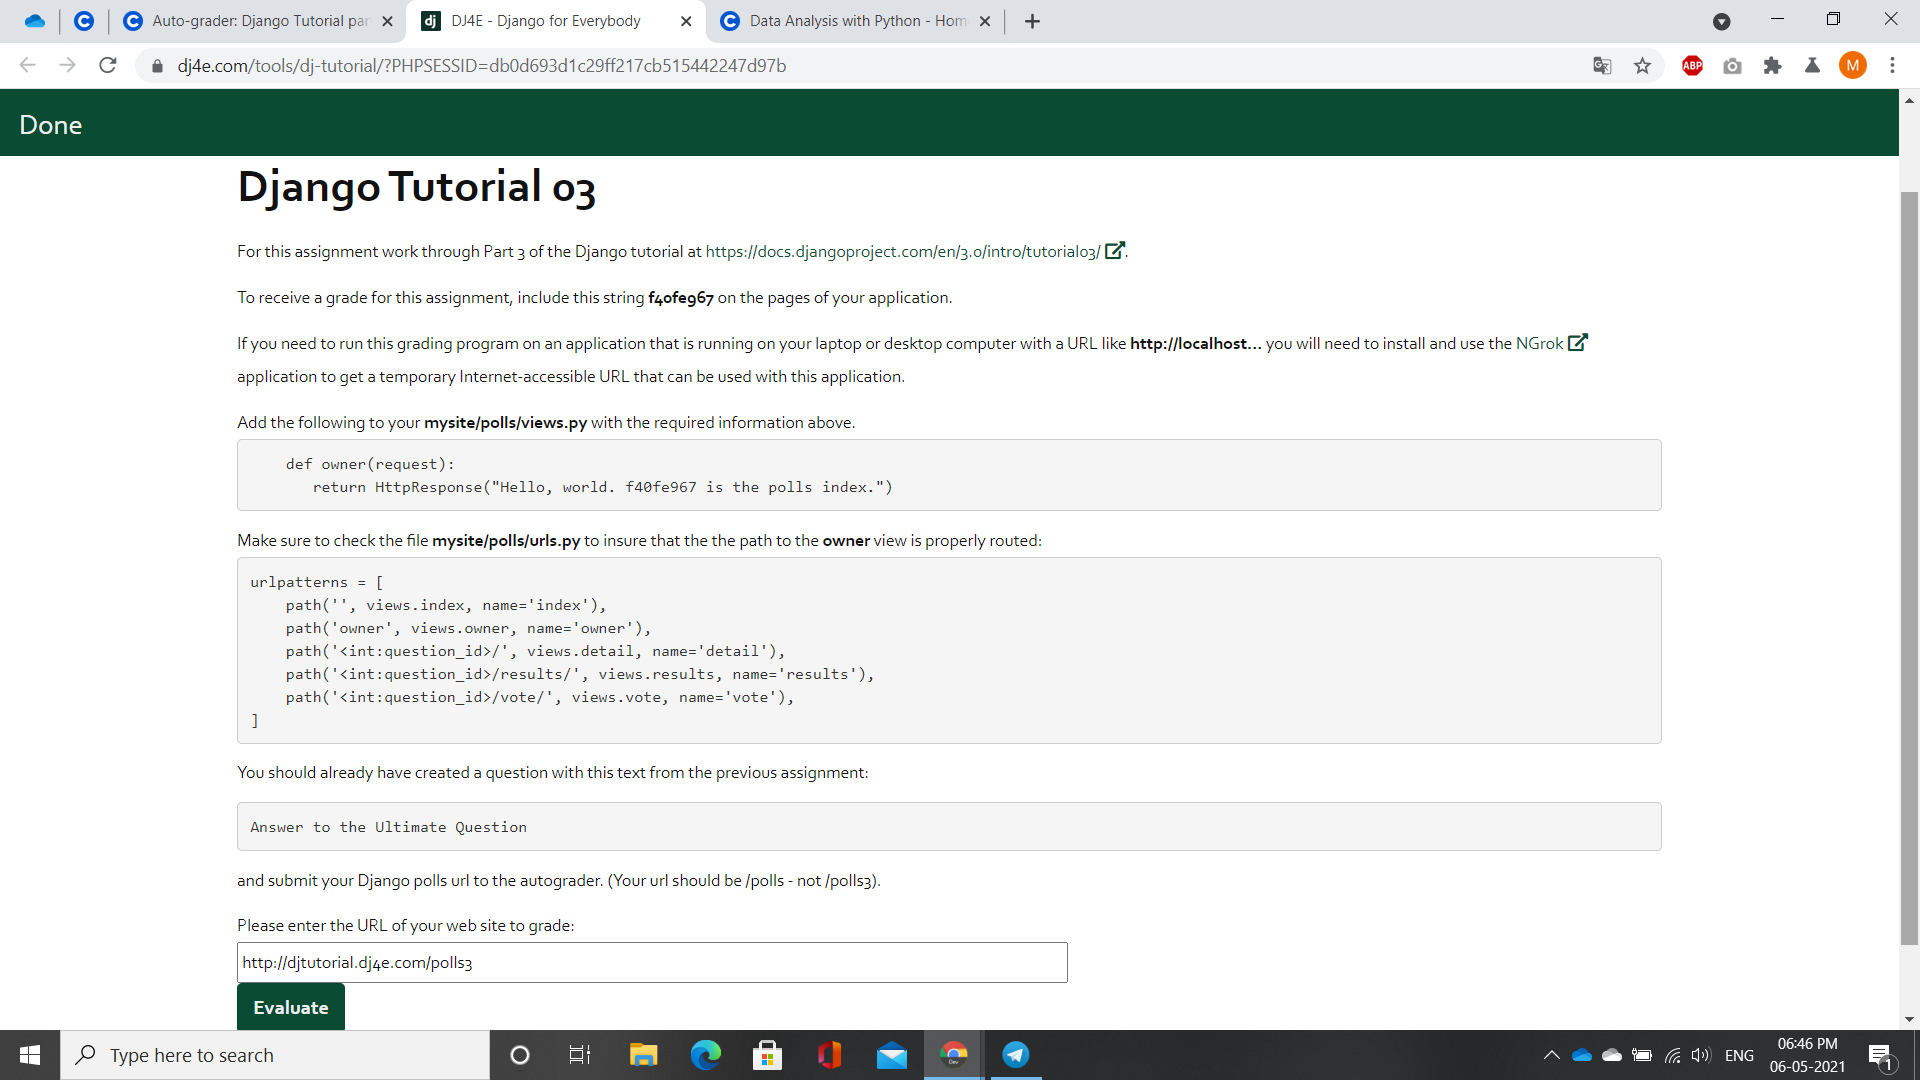 Auto-grader: Django Tutorial par
DJ4E - Django for Everybody
Data Analysis with Python - Hom
dj4e.com/tools/dj-tutorial/?PHPSESSID=db0d693d1c29ff217cb515442247d97b
ABP
M
Done
Django Tutorial 03
For this assignment work through Part 3 of the Django tutorial at https://docs.djangoproject.com/en/3.0/intro/tutorial03/ .
To receive a grade for this assignment, include this string f40fe967 on the pages of your application.
If you need to run this grading program on an application that is running on your laptop or desktop computer with a URL like http://localhost... you will need to install and use the NGrok
application to get a temporary Internet-accessible URL that can be used with this application.
Add the following to your mysite/polls/views.py with the required information above.
def owner(request):
return HttpResponse("Hello, world. f40fe967 is the polls index.")
Make sure to check the file mysite/polls/urls.py to insure that the the path to the owner view is properly routed:
urlpatterns = [
path('', views.index, name='index'),
path('owner', views.owner, name='owner'),
path('<int:question_id>/', views.detail, name='detail'),
path('<int:question_id>/results/', views.results, name='results'),
path('<int:question_id>/vote/', views.vote, name='vote'),
]
You should already have created a question with this text from the previous assignment:
Answer to the Ultimate Question
and submit your Django polls url to the autograder. (Your url should be /polls - not /polls3).
Please enter the URL of your web site to grade:
http://djtutorial.dj4e.com/polls3
Evaluate
Type here to search
ENG
06:46 PM
06-05-2021
1